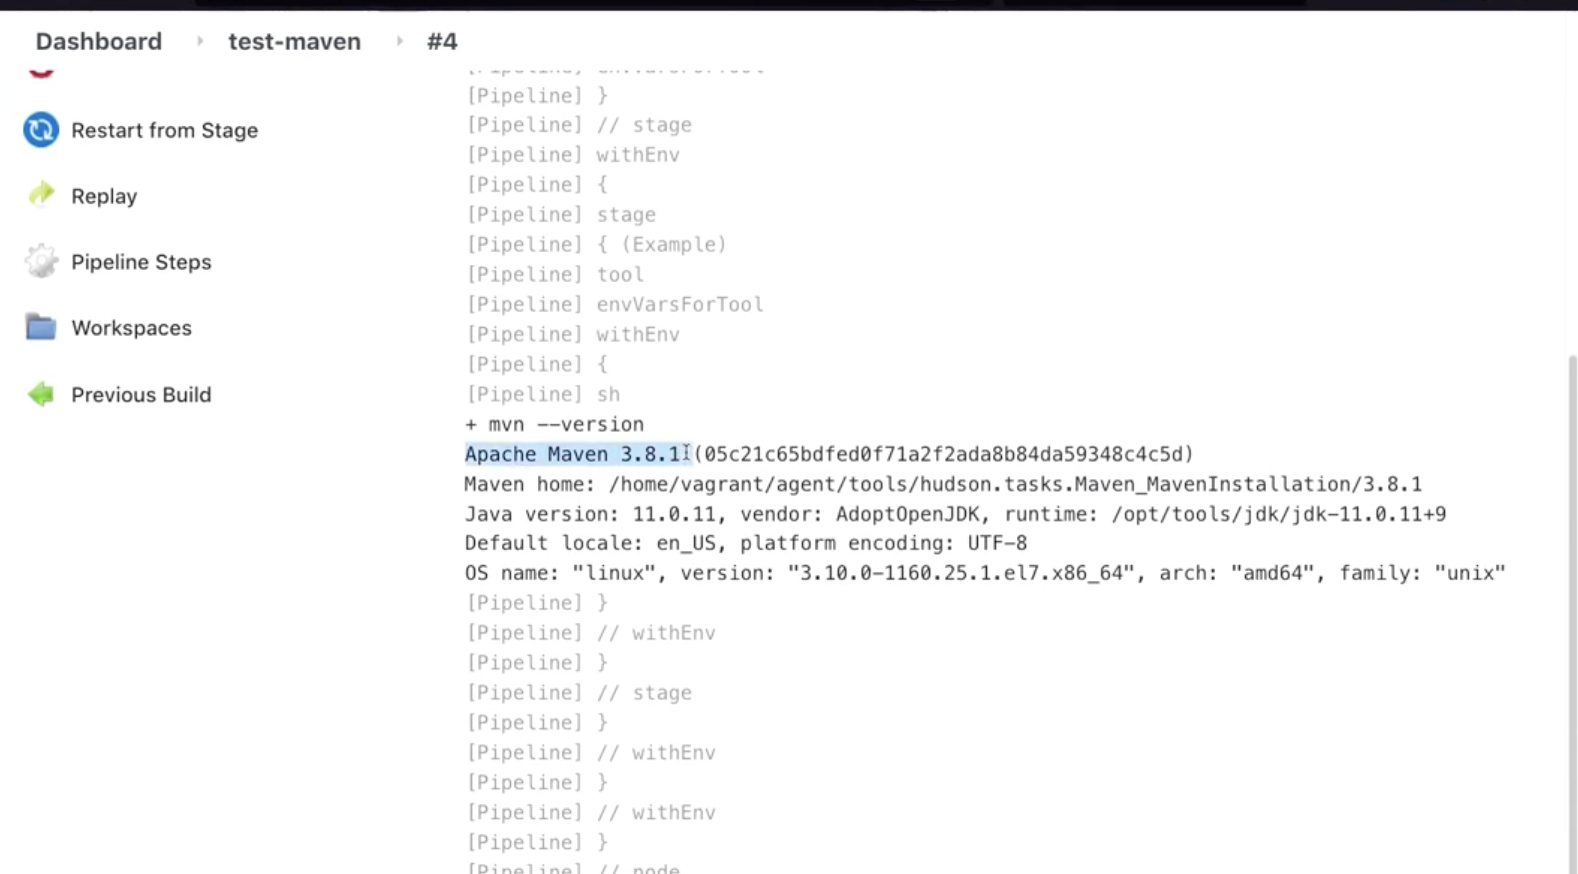 Dashboard test-maven #4
Restart from Stage
Replay
Pipeline Steps
Workspaces
Previous Build
[Pipeline] }
[Pipeline] // stage
[Pipeline] withEnv
[Pipeline] {
[Pipeline] stage
[Pipeline] { (Example)
[Pipeline] tool
[Pipeline] envVarsForTool
[Pipeline] withEnv
[Pipeline] {
[Pipeline] sh
+ mvn --version
Apache Maven 3.8.1 (05c21c65bdfed0f71a2f2ada8b84da59348c4c5d)
Maven home: /home/vagrant/agent/tools/hudson.tasks.Maven_MavenInstallation/3.8.1
Java version: 11.0.11, vendor: AdoptOpenJDK, runtime: /opt/tools/jdk/jdk-11.0.11+9
Default locale: en_US, platform encoding: UTF-8
OS name: "linux", version: "3.10.0-1160.25.1.el7.x86_64", arch: "amd64", family: "unix"
[Pipeline] }
[Pipeline] // withEnv
[Pipeline] }
[Pipeline] // stage
[Pipeline] }
[Pipeline] // withEnv
[Pipeline] }
[Pipeline] // withEnv
[Pipeline] }
[Pipeline] // node